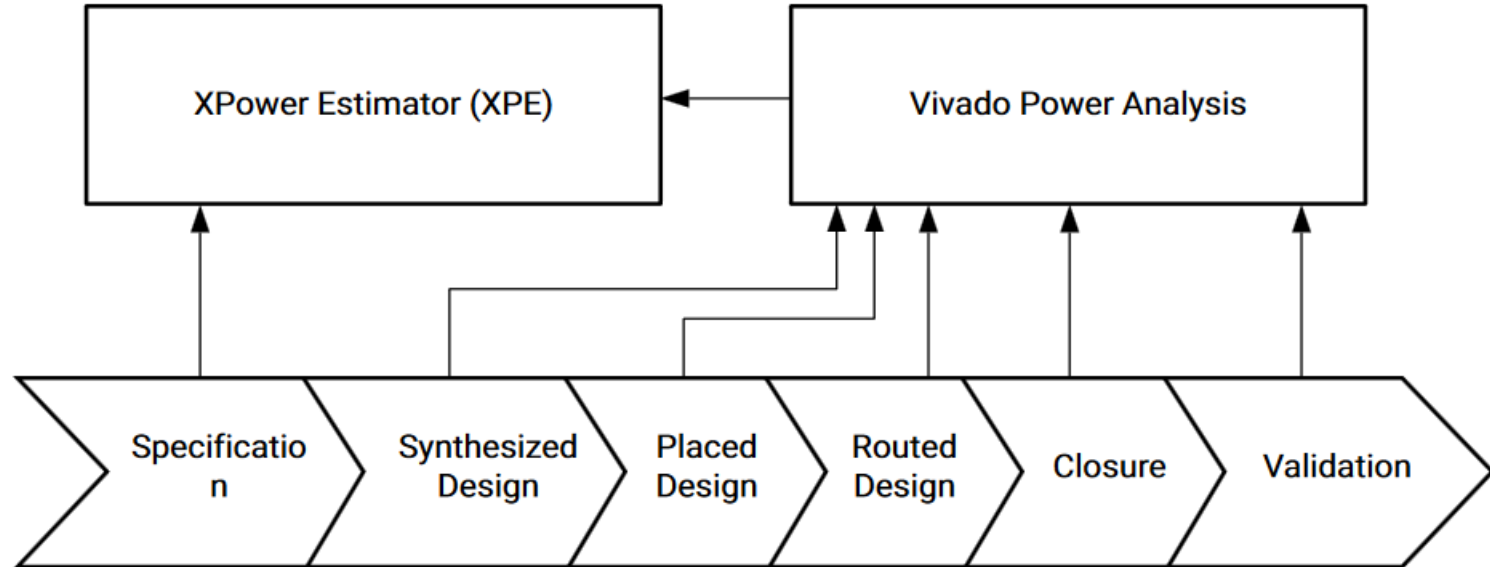 XPower Estimator (XPE)
Vivado Power Analysis
Specificatio
n
Synthesized
Design
Placed
Design
Routed
Design
Closure
Validation